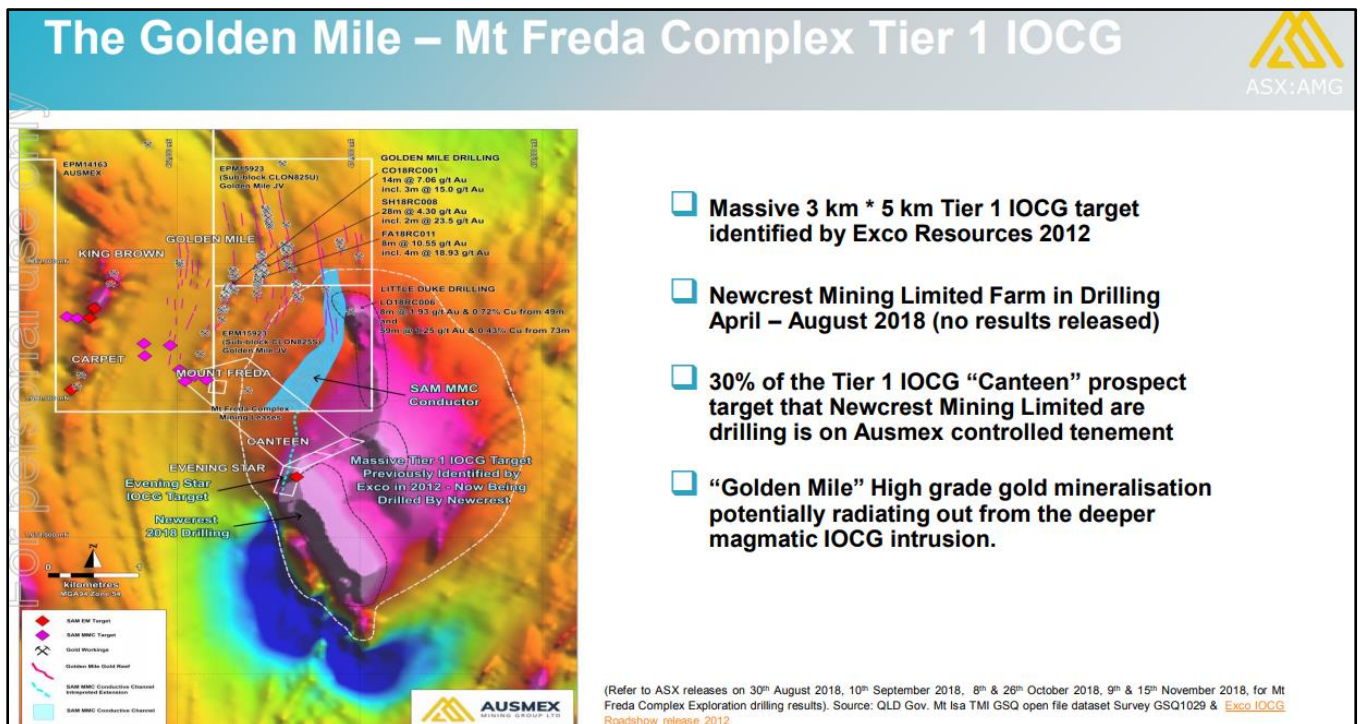 The Golden Mile – Mt Freda Complex Tier 1 IOCG
ASX:AMG
For personal use only
EPM14163
AUSMEX
EPM15923
(Sub-block CLON825U)
Golden Mile JV
GOLDEN MILE DRILLING
CO18RC001
14m @ 7.06 g/t Au
incl. 3m @ 15.0 g/t Au
SH18RC008
28m @ 4.30 g/t Au
incl. 2m @ 23.5 g/t Au
FA18RC011
8m @ 10.55 g/t Au
incl. 4m @ 18.93 g/t Au
GOLDEN MILE
KING BROWN
LITTLE DUKE DRILLING
LD18RC006
8m @ 1.93 g/t Au & 0.72% Cu from 49m
and
59m @ 1.25 g/t Au & 0.43% Cu from 73m
EPM15923
(Sub-block CLON825S)
Golden Mile JV
CARPET
MOUNT FREDA
SAM MMC
Conductor
Mt Freda Complex
Mining Leases
CANTEEN
EVENING STAR
Evening Star
IOCG Target
Massive Tier 1 IOCG Target
Previously Identified by
Exco in 2012 - Now Being
Drilled By Newcrest
Newcrest
2018 Drilling
0 1
kilometres
MGA94 Zone 54
SAM EM Target
SAM MMC Target
Gold Workings
Golden Mile Gold Reef
SAM MMC Conductive Channel
Intrepreted Extension
SAM MMC Conductive Channel
AUSMEX
MINING GROUP LTD
Massive 3 km * 5 km Tier 1 IOCG target
identified by Exco Resources 2012
Newcrest Mining Limited Farm in Drilling
April – August 2018 (no results released)
30% of the Tier 1 IOCG “Canteen” prospect
target that Newcrest Mining Limited are
drilling is on Ausmex controlled tenement
“Golden Mile” High grade gold mineralisation
potentially radiating out from the deeper
magmatic IOCG intrusion.
(Refer to ASX releases on 30th August 2018, 10th September 2018, 8th & 26th October 2018, 9th & 15th November 2018, for Mt
Freda Complex Exploration drilling results). Source: QLD Gov. Mt Isa TMI GSQ open file dataset Survey GSQ1029 & Exco IOCG
Roadshow release 2012